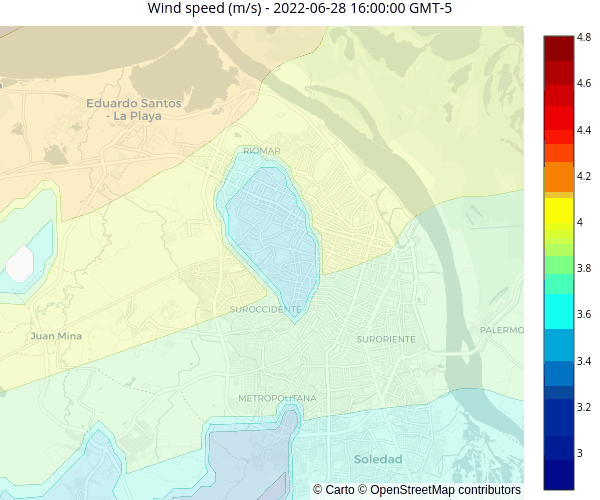 Wind speed (m/s) - 2022-06-28 16:00:00 GMT-5
4.8
4.6
4.4
4.2
4
3.8
3.6
3.4
3.2
3
Eduardo Santos
- La Playa
RIOMAR
SUROCCIDENTE
Juan Mina
SURORIENTE
PALERMO
METROPOLITANA
Soledad
© Carto © OpenStreetMap contributors